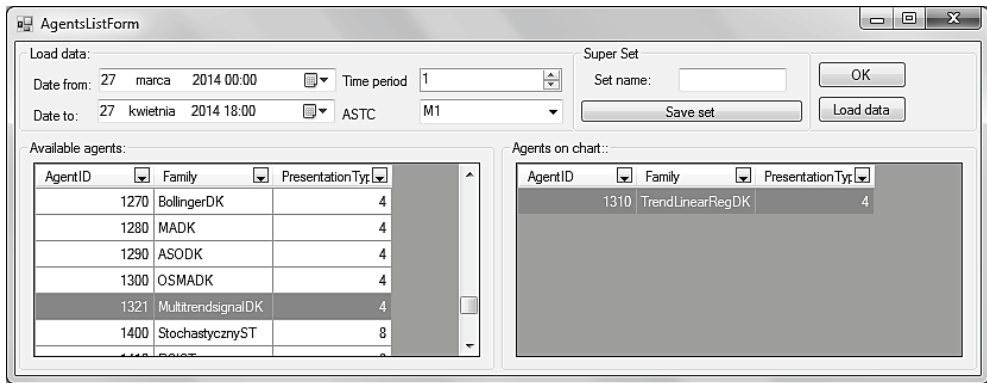 AgentsListForm
Load data:
Date from: 27 marca 2014 00:00 Time period 1
Date to: 27 kwietnia 2014 18:00 ASTC M1
Super Set
Set name:
Save set
OK
Load data
Available agents:
AgentID Family PresentationTyp
1270 BollingerDK 4
1280 MADK 4
1290 ASODK 4
1300 OSMADK 4
1321 MultitrendsignalDK 4
1400 StochastycznyST 8
Agents on chart::
AgentID Family PresentationTyp
1310 TrendLinearRegDK 4